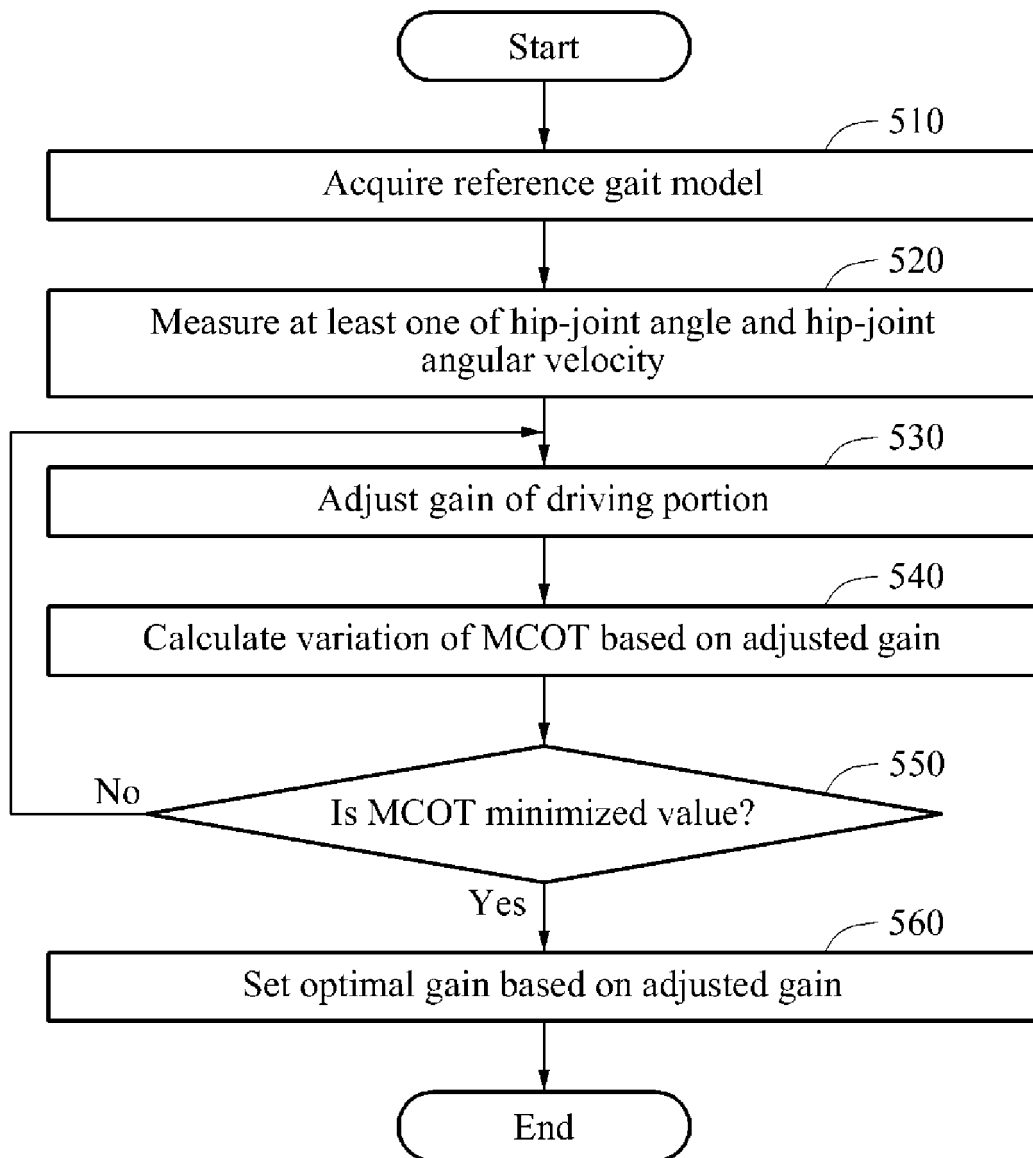 Start
510
Acquire reference gait model
520
Measure at least one of hip-joint angle and hip-joint
angular velocity
530
Adjust gain of driving portion
540
Calculate variation of MCOT based on adjusted gain
550
No
Is MCOT minimized value?
Yes
560
Set optimal gain based on adjusted gain
End